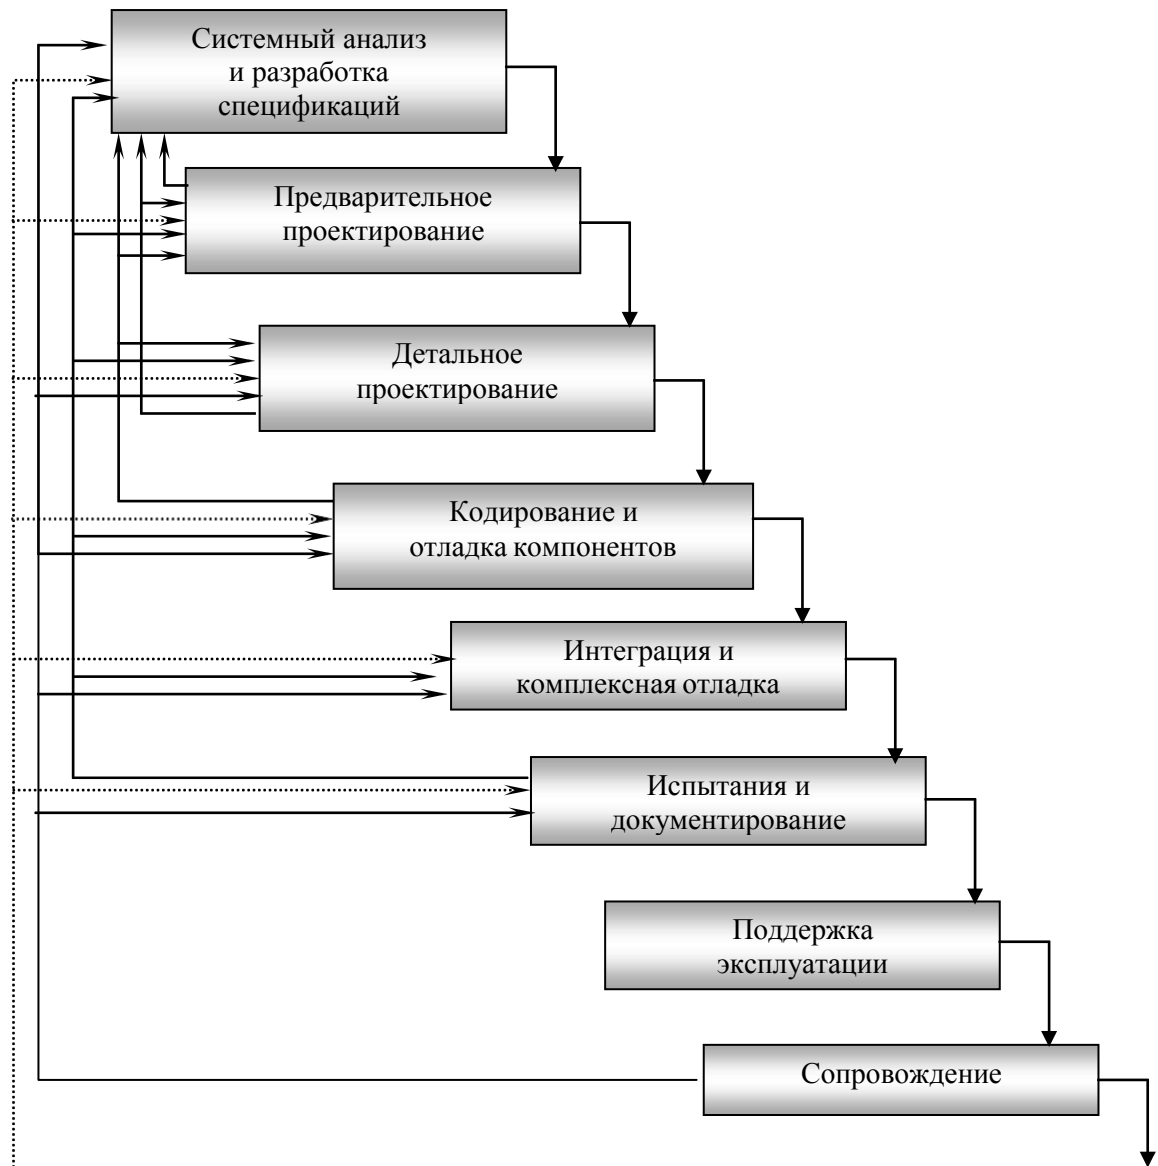 Системный анализ
и разработка
спецификаций
Предварительное
проектирование
Детальное
проектирование
Кодирование и
отладка компонентов
Интеграция и
комплексная отладка
Испытания и
документирование
Поддержка
эксплуатации
Сопровождение